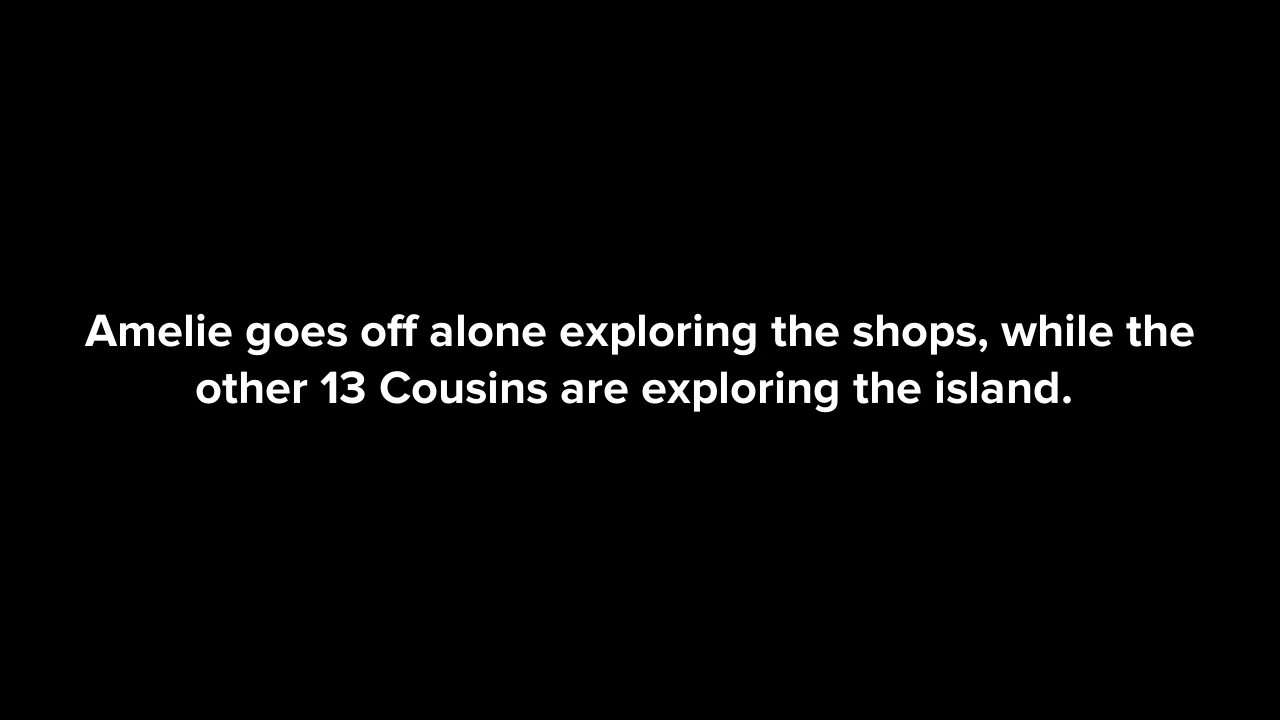 Amelie goes off alone exploring the shops, while the
other 13 Cousins are exploring the island.